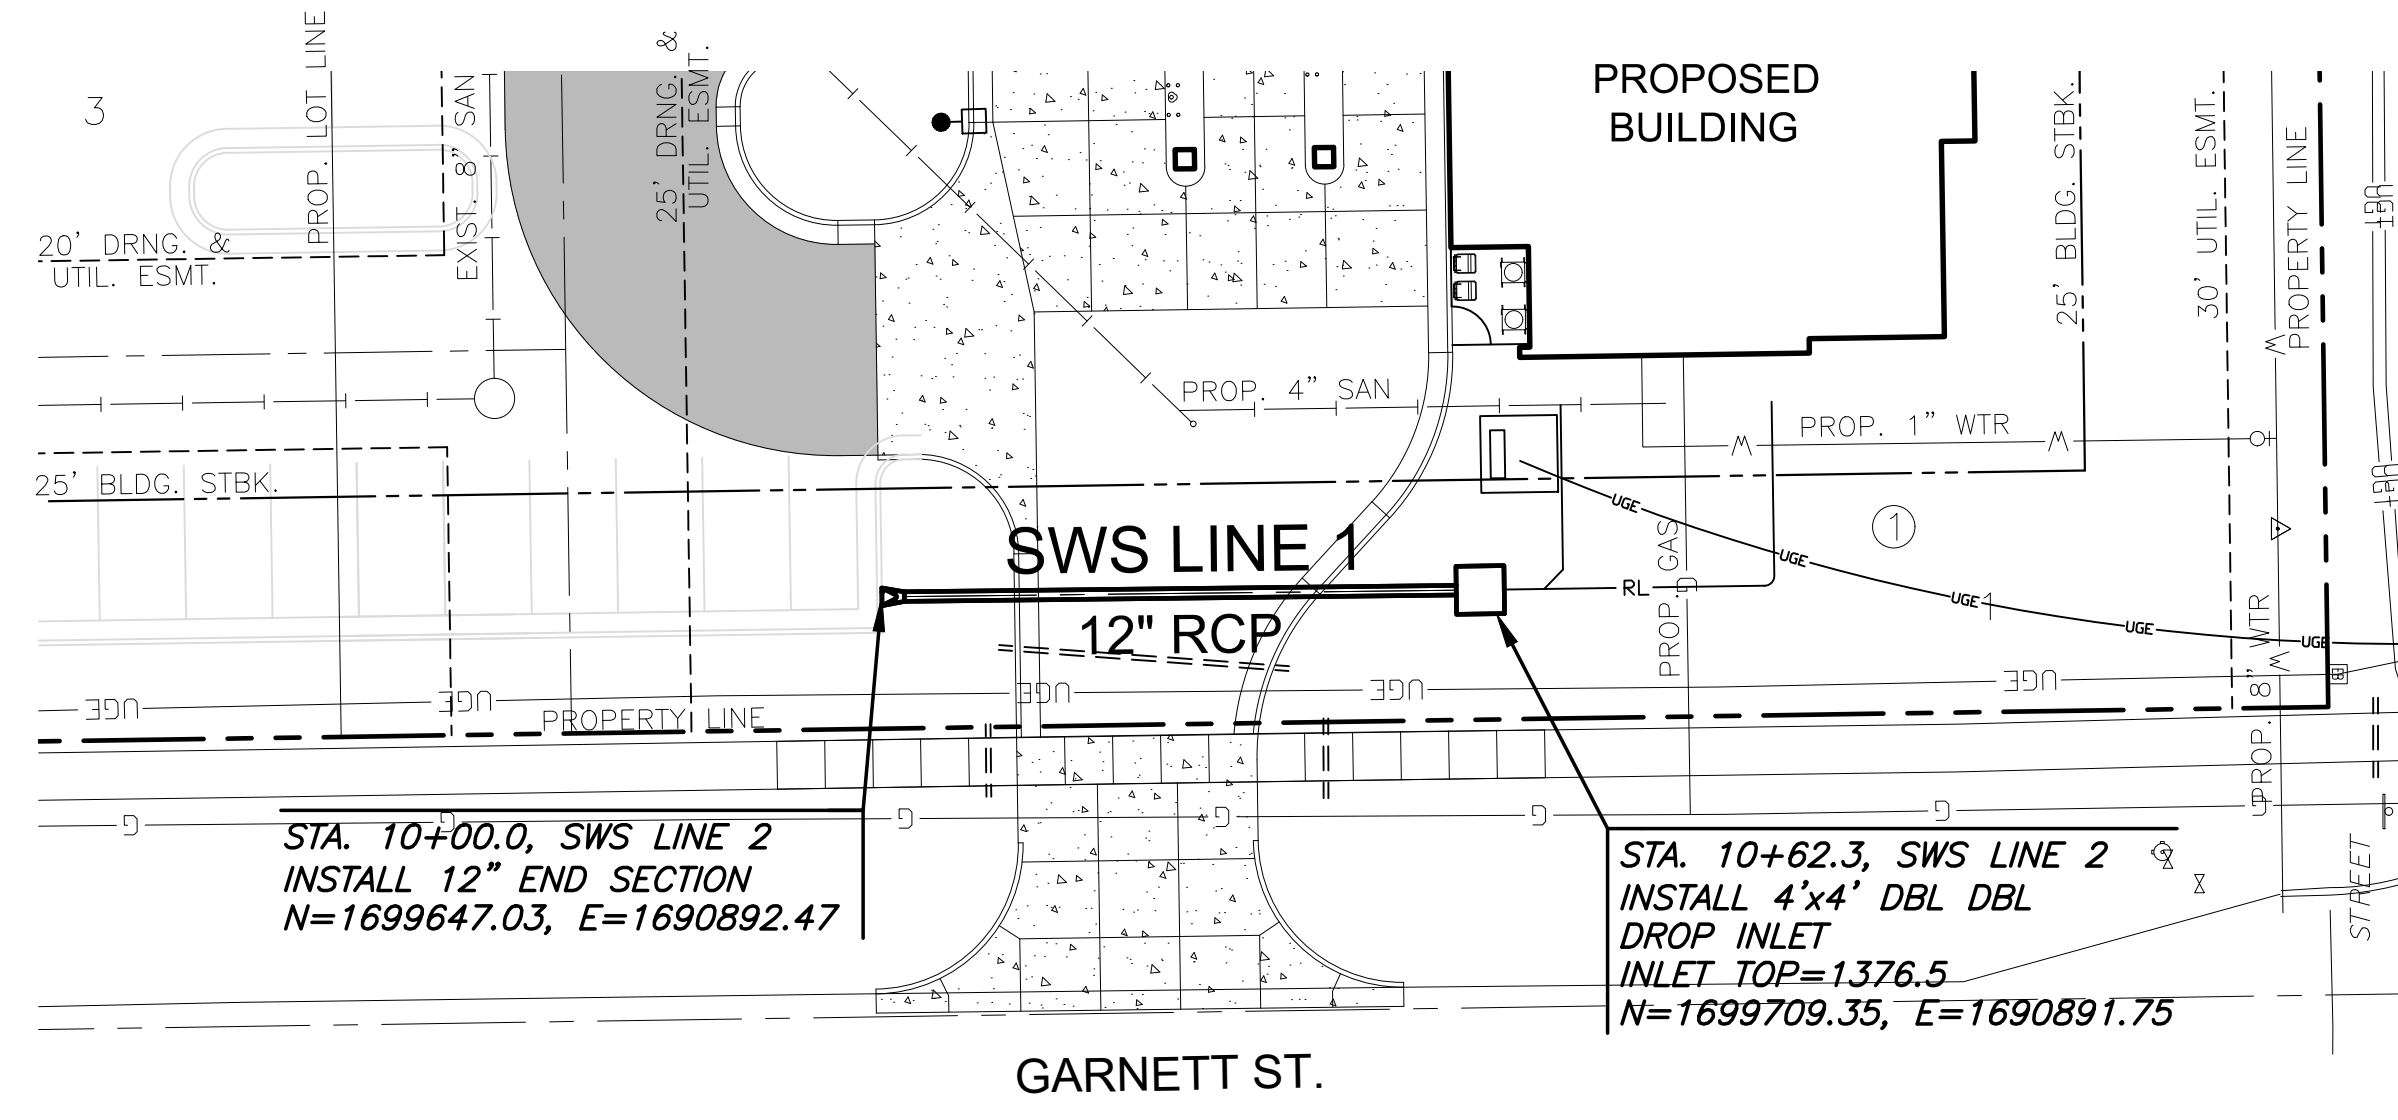 3
PROP. LOT LINE
EXIST. 8" SAN
25' DRNG. &
UTIL. ESMT.
PROPOSED
BUILDING
25' BLDG. STBK.
30' UTIL. ESMT.
PROPERTY LINE
UGT
20' DRNG. &
UTIL. ESMT.
PROP. 4" SAN
PROP. 1" WTR
W
W
W
25' BLDG. STBK.
SWS LINE 1
12" RCP
RL
PROP. GAS
G
1
1
UGE
UGE
UGE
UGE
UGE
PROP. 8" WTR
W
UGE
UGE
UGE
UGE
UGE
PROPERTY LINE
G
G
G
G
G
G
G
STA. 10+00.0, SWS LINE 2
INSTALL 12" END SECTION
N=1699647.03, E=1690892.47
STA. 10+62.3, SWS LINE 2
INSTALL 4'x4' DBL DBL
DROP INLET
INLET TOP=1376.5
N=1699709.35, E=1690891.75
STREET
GARNETT ST.